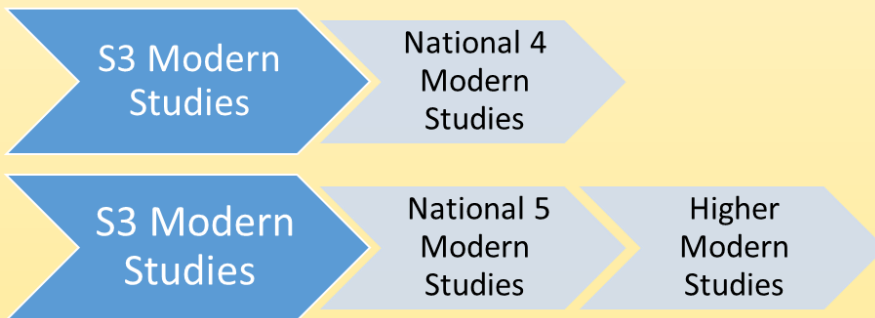 S3 Modern
Studies
National 4
Modern
Studies
S3 Modern
Studies
National 5
Modern
Studies
Higher
Modern
Studies